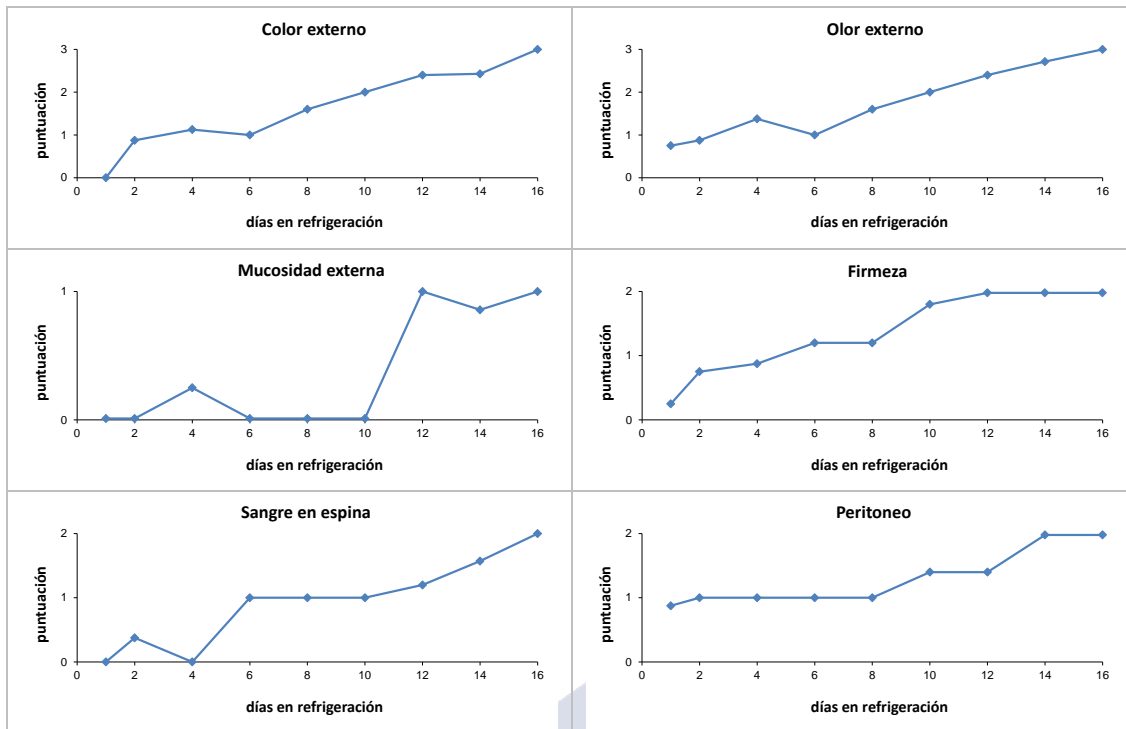 Color externo
3
2
1
0
puntuación
0 2 4 6 8 10 12 14 16
días en refrigeración
Olor externo
3
2
1
0
puntuación
0 2 4 6 8 10 12 14 16
días en refrigeración
Mucosidad externa
1
0
puntuación
0 2 4 6 8 10 12 14 16
días en refrigeración
Firmeza
2
1
0
puntuación
0 2 4 6 8 10 12 14 16
días en refrigeración
Sangre en espina
2
1
0
puntuación
0 2 4 6 8 10 12 14 16
días en refrigeración
Peritoneo
2
1
0
puntuación
0 2 4 6 8 10 12 14 16
días en refrigeración